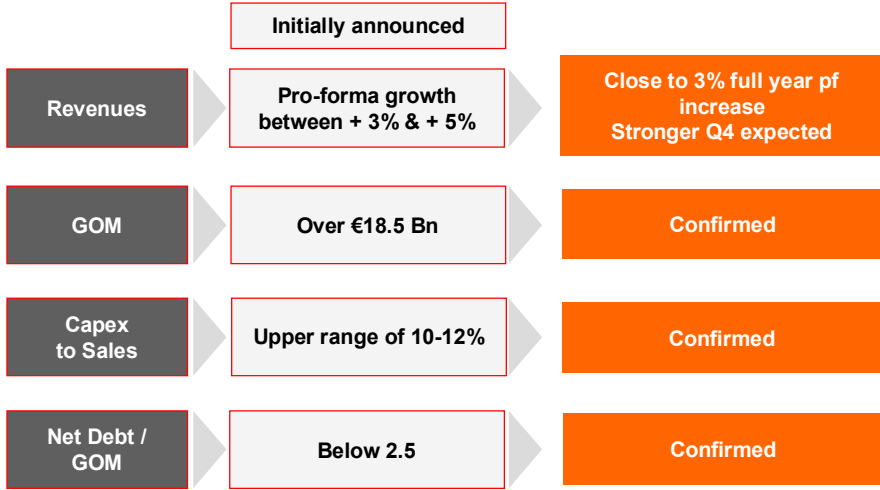 Initially announced
Revenues
Pro-forma growth
between + 3% & + 5%
Close to 3% full year pf
increase
Stronger Q4 expected
GOM
Over €18.5 Bn
Confirmed
Capex
to Sales
Upper range of 10-12%
Confirmed
Net Debt /
GOM
Below 2.5
Confirmed